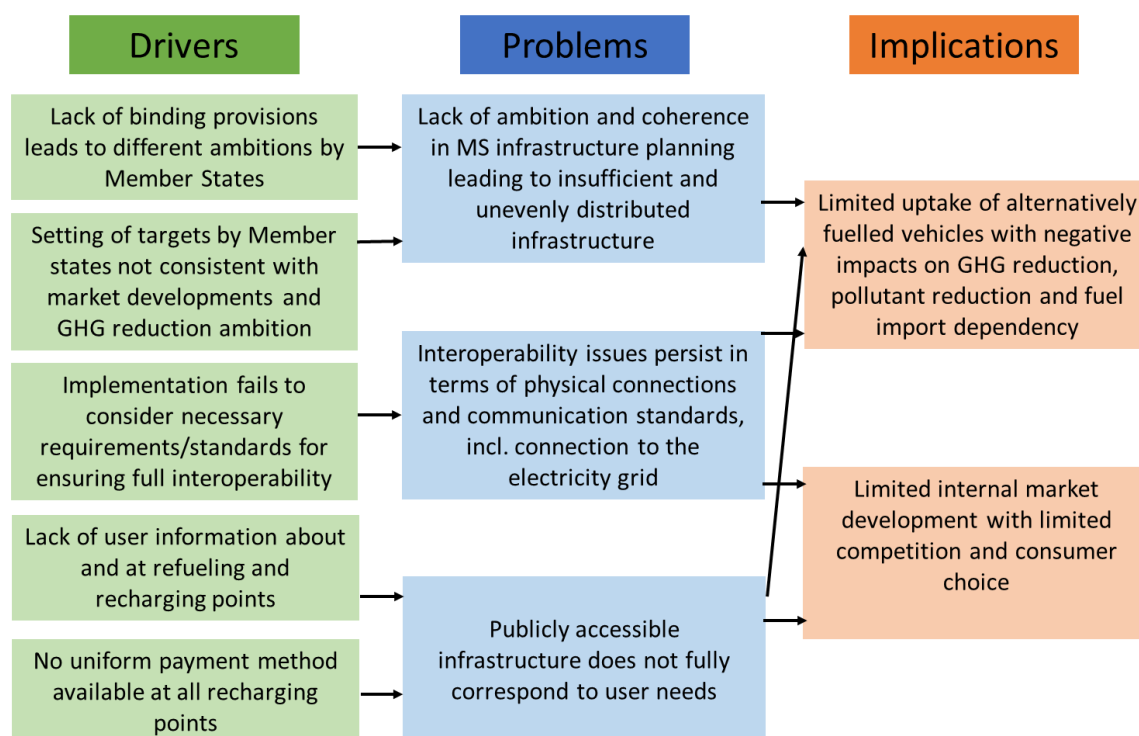 Drivers
Problems
Implications
Lack of binding provisions
leads to different ambitions by
Member States
Setting of targets by Member
states not consistent with
market developments and
GHG reduction ambition
Implementation fails to
consider necessary
requirements/standards for
ensuring full interoperability
Lack of user information about
and at refueling and
recharging points
No uniform payment method
available at all recharging
points
Lack of ambition and coherence
in MS infrastructure planning
leading to insufficient and
unevenly distributed
infrastructure
Interoperability issues persist in
terms of physical connections
and communication standards,
incl. connection to the
electricity grid
Publicly accessible
infrastructure does not fully
correspond to user needs
Limited uptake of alternatively
fuelled vehicles with negative
impacts on GHG reduction,
pollutant reduction and fuel
import dependency
Limited internal market
development with limited
competition and consumer
choice